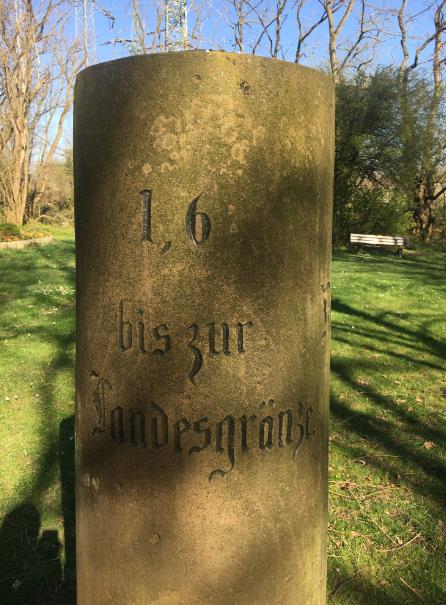 1,6
bis zur
Landesgränze.